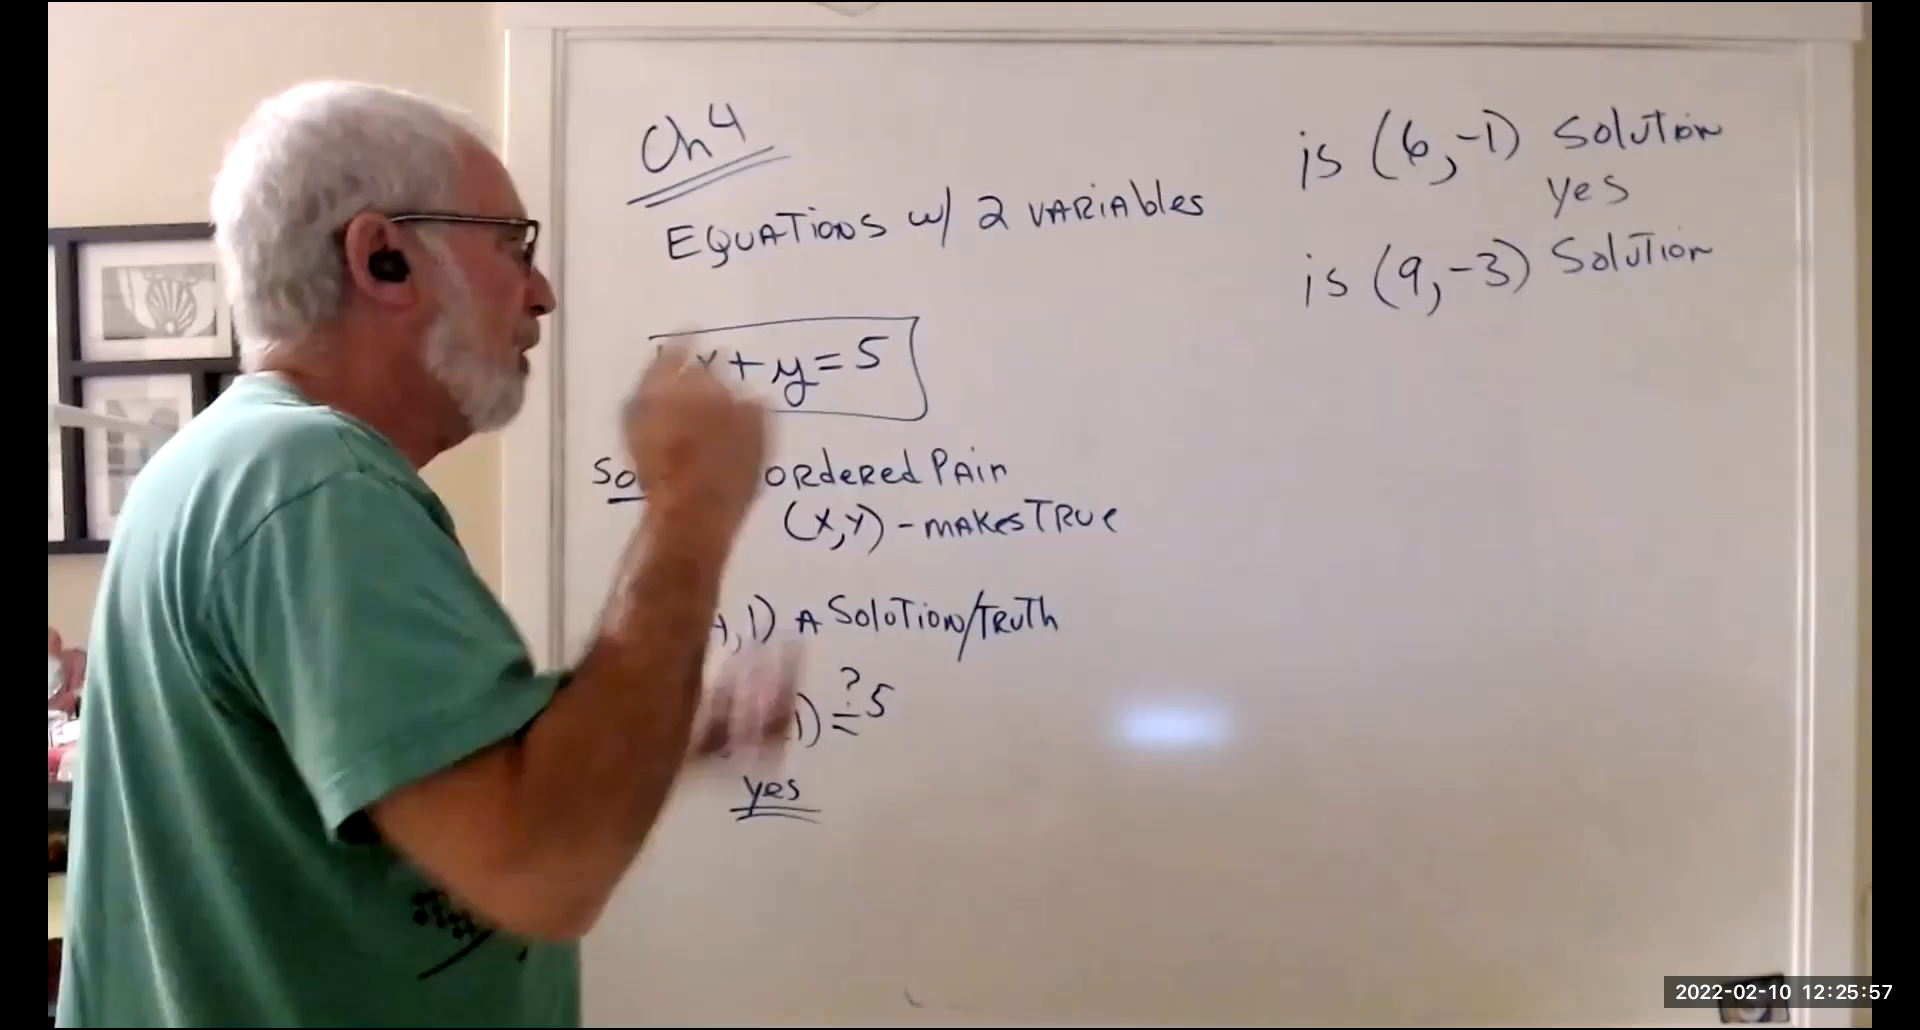 Ch 4
EQUATIONS w/ 2 VARIAbles
x + y = 5
So ORdeRed PAIR
(x,y) - mAKes TRUe
,1) A SoluTion/TRUTh
1) ?= 5
yes
is (6,-1) Solution
yes
is (9,-3) Solution
2022-02-10 12:25:57